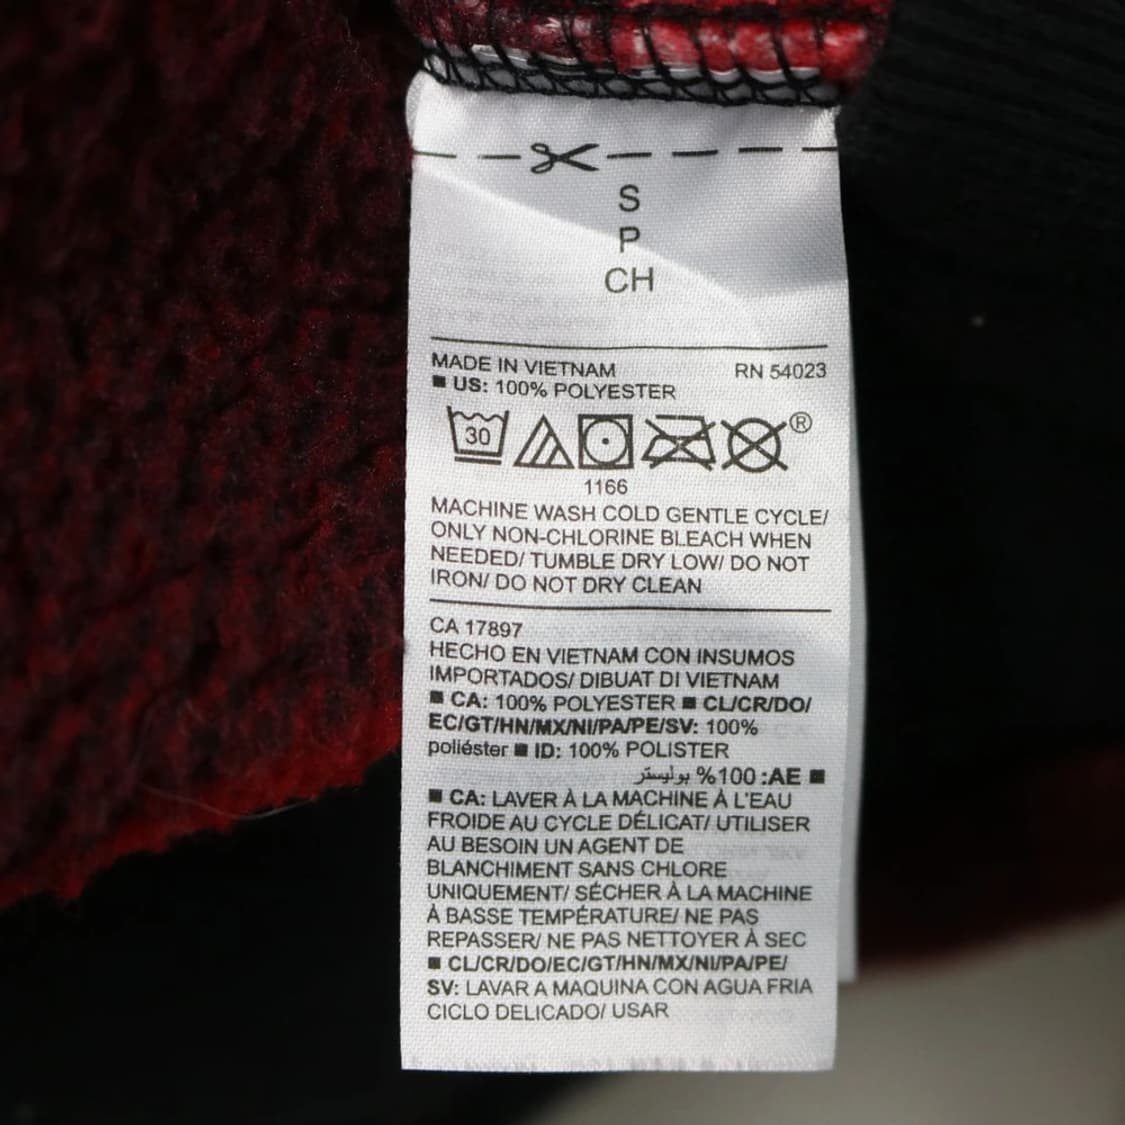 S
P
CH
MADE IN VIETNAM RN 54023
■ US: 100% POLYESTER
30
®
1166
MACHINE WASH COLD GENTLE CYCLE/
ONLY NON-CHLORINE BLEACH WHEN
NEEDED/ TUMBLE DRY LOW/ DO NOT
IRON/ DO NOT DRY CLEAN
CA 17897
HECHO EN VIETNAM CON INSUMOS
IMPORTADOS/ DIBUAT DI VIETNAM
■ CA: 100% POLYESTER ■ CL/CR/DO/
EC/GT/HN/MX/NI/PA/PE/SV: 100%
poliéster ■ ID: 100% POLISTER
■ AE: 100% بوليستر
■ CA: LAVER À LA MACHINE À L'EAU
FROIDE AU CYCLE DÉLICAT/ UTILISER
AU BESOIN UN AGENT DE
BLANCHIMENT SANS CHLORE
UNIQUEMENT/ SÉCHER À LA MACHINE
À BASSE TEMPÉRATURE/ NE PAS
REPASSER/ NE PAS NETTOYER À SEC
■ CL/CR/DO/EC/GT/HN/MX/NI/PA/PE/
SV: LAVAR A MAQUINA CON AGUA FRIA
CICLO DELICADO/ USAR